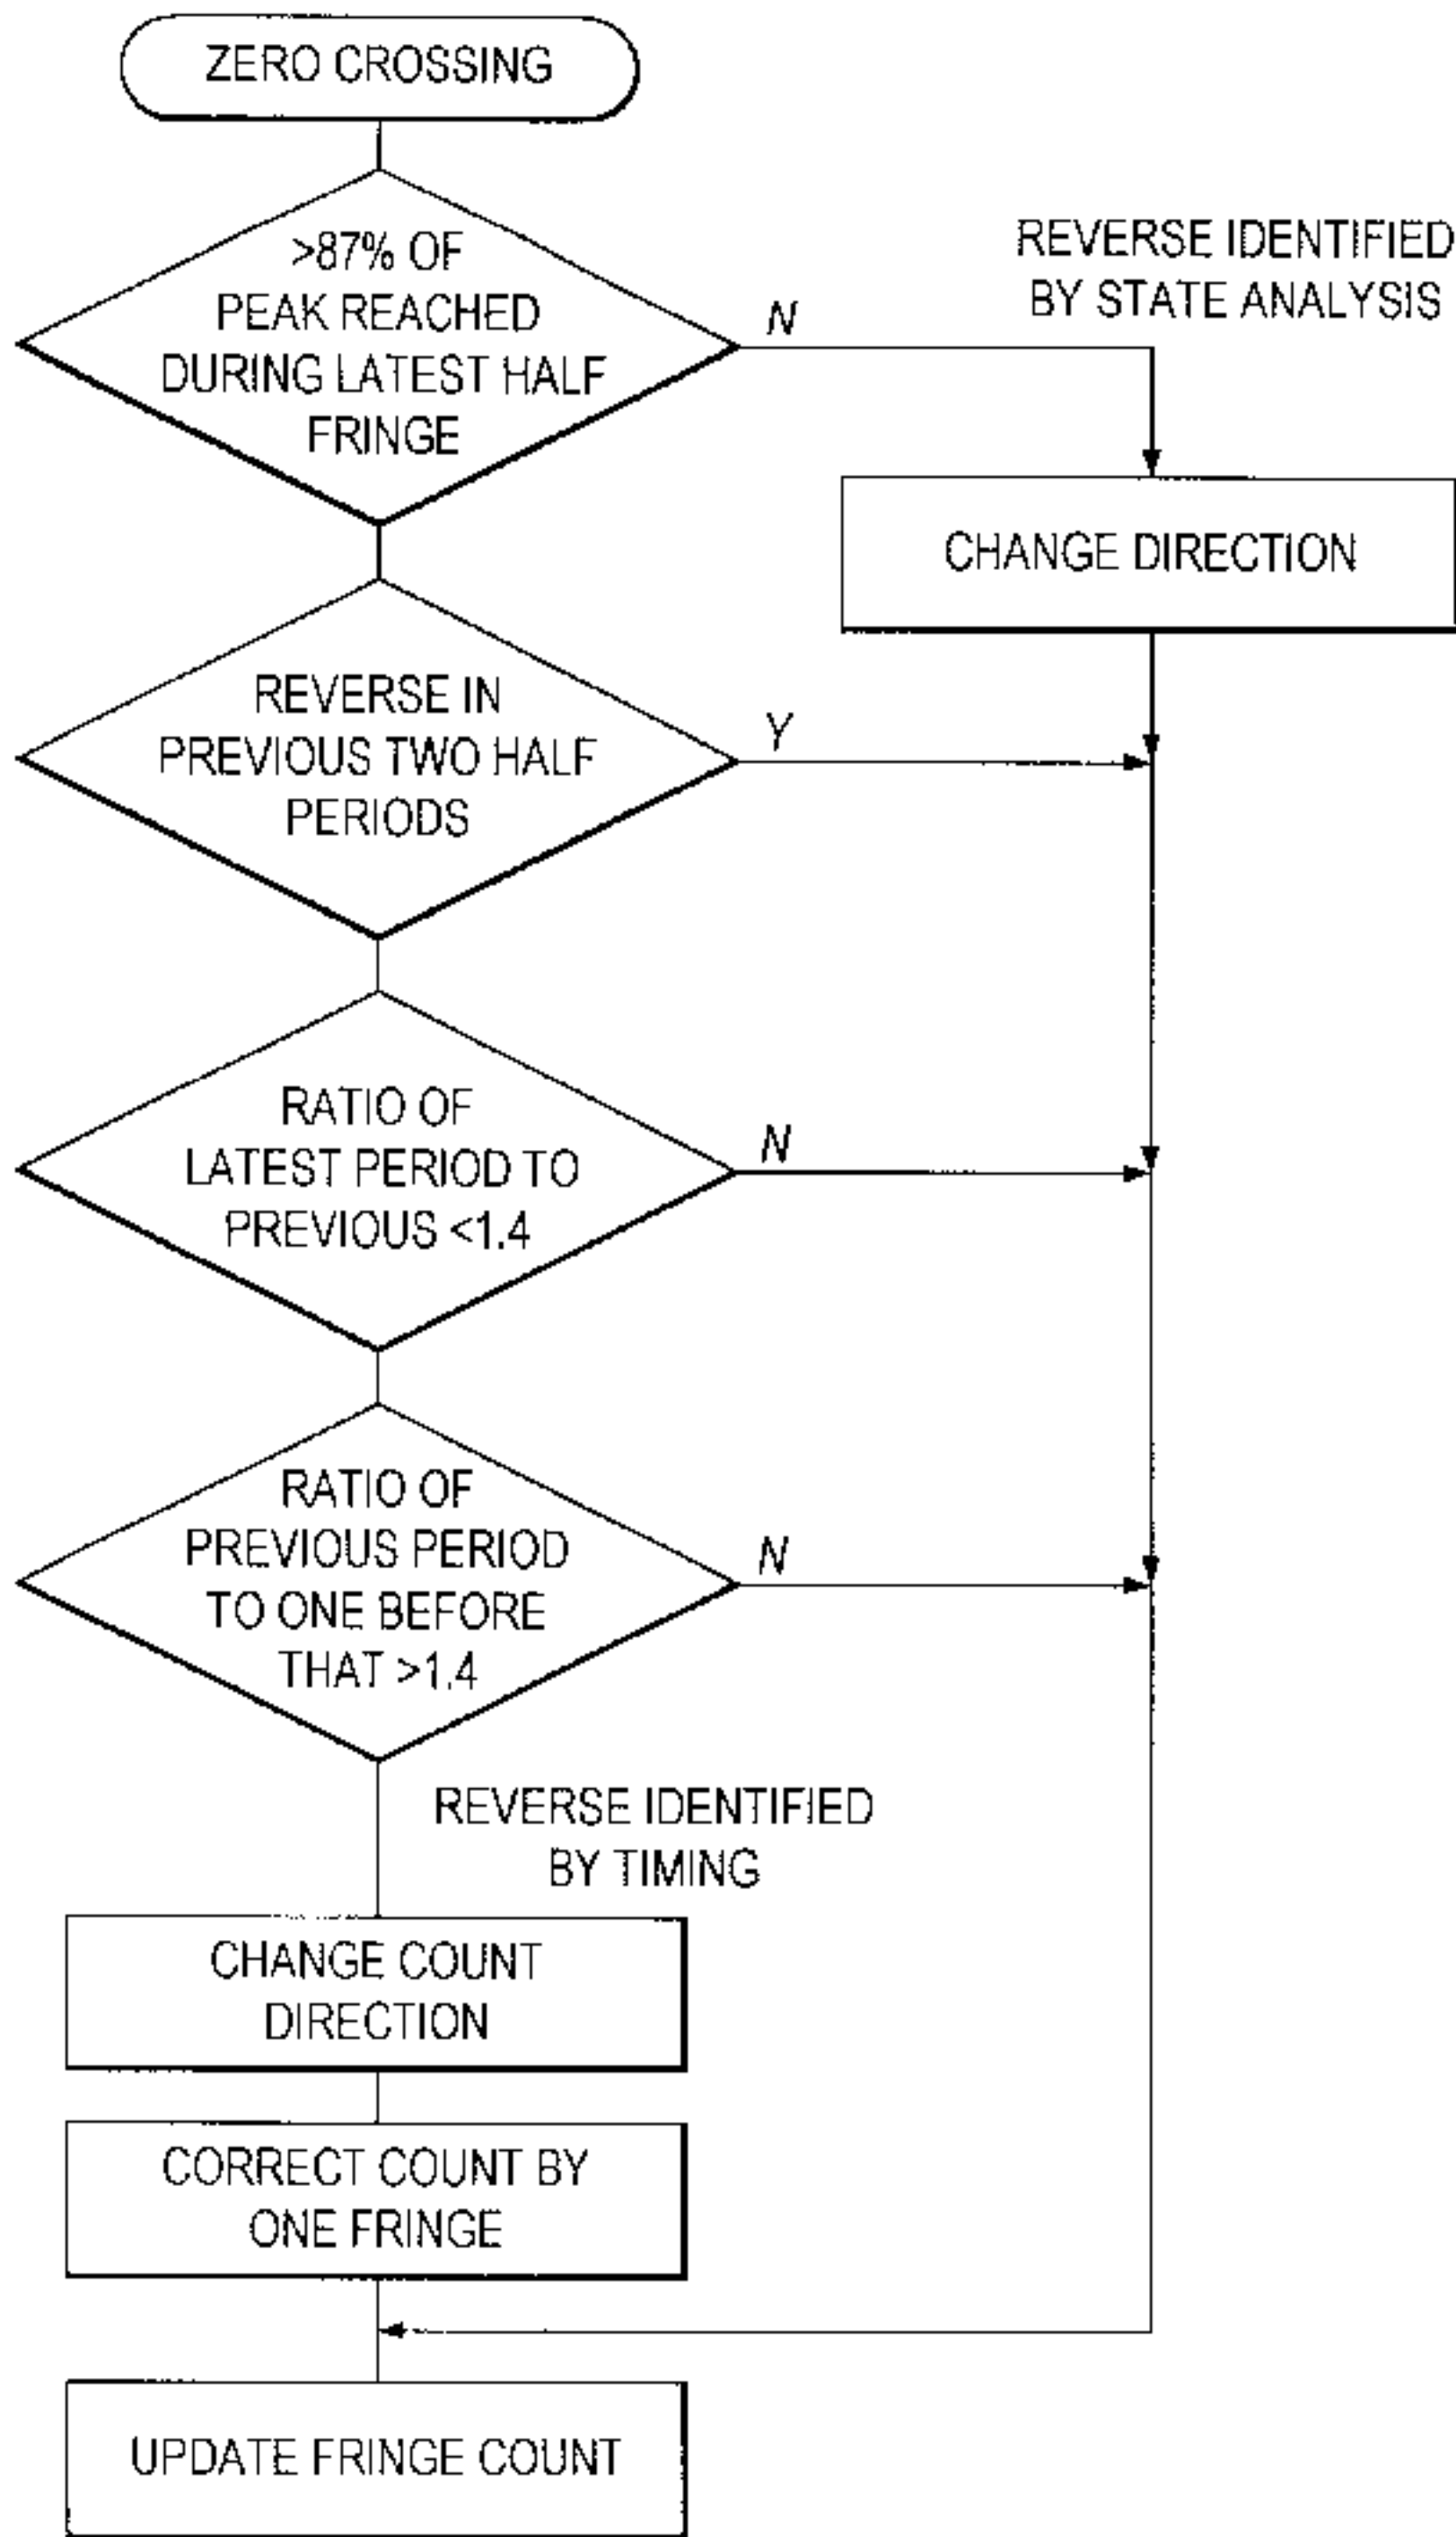 ZERO CROSSING
>87% OF
PEAK REACHED
DURING LATEST HALF
FRINGE
N
REVERSE IDENTIFIED
BY STATE ANALYSIS
CHANGE DIRECTION
REVERSE IN
PREVIOUS TWO HALF
PERIODS
Y
RATIO OF
LATEST PERIOD TO
PREVIOUS <1.4
N
RATIO OF
PREVIOUS PERIOD
TO ONE BEFORE
THAT >1.4
N
REVERSE IDENTIFIED
BY TIMING
CHANGE COUNT
DIRECTION
CORRECT COUNT BY
ONE FRINGE
UPDATE FRINGE COUNT